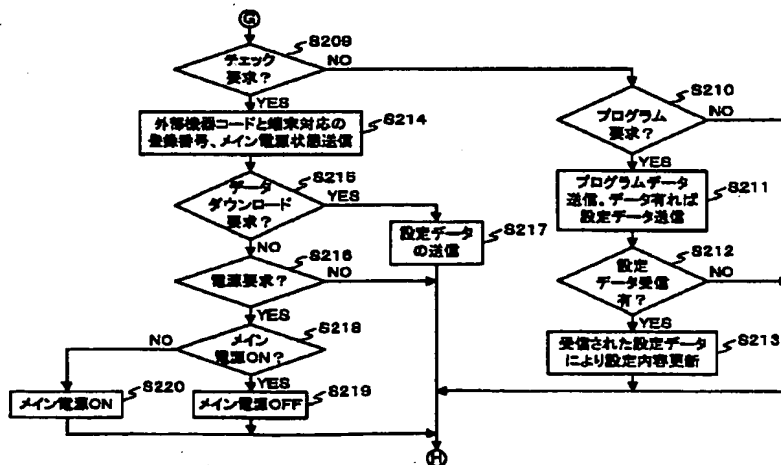 G
S209
チェック
要求?
NO
YES
S210
プログラム
要求?
NO
YES
外部機器コードと端末対応の
登録番号、メイン電源状態送信
S214
プログラムデータ
送信、データ有れば
設定データ送信
S211
S215
データ
ダウンロード
要求?
YES
NO
設定データ
の送信
S217
S212
設定
データ受信
有?
NO
YES
S216
電源要求?
NO
YES
受信された設定データ
により設定内容更新
S213
S218
メイン
電源ON?
NO
YES
S220
メイン電源ON
S219
メイン電源OFF
H